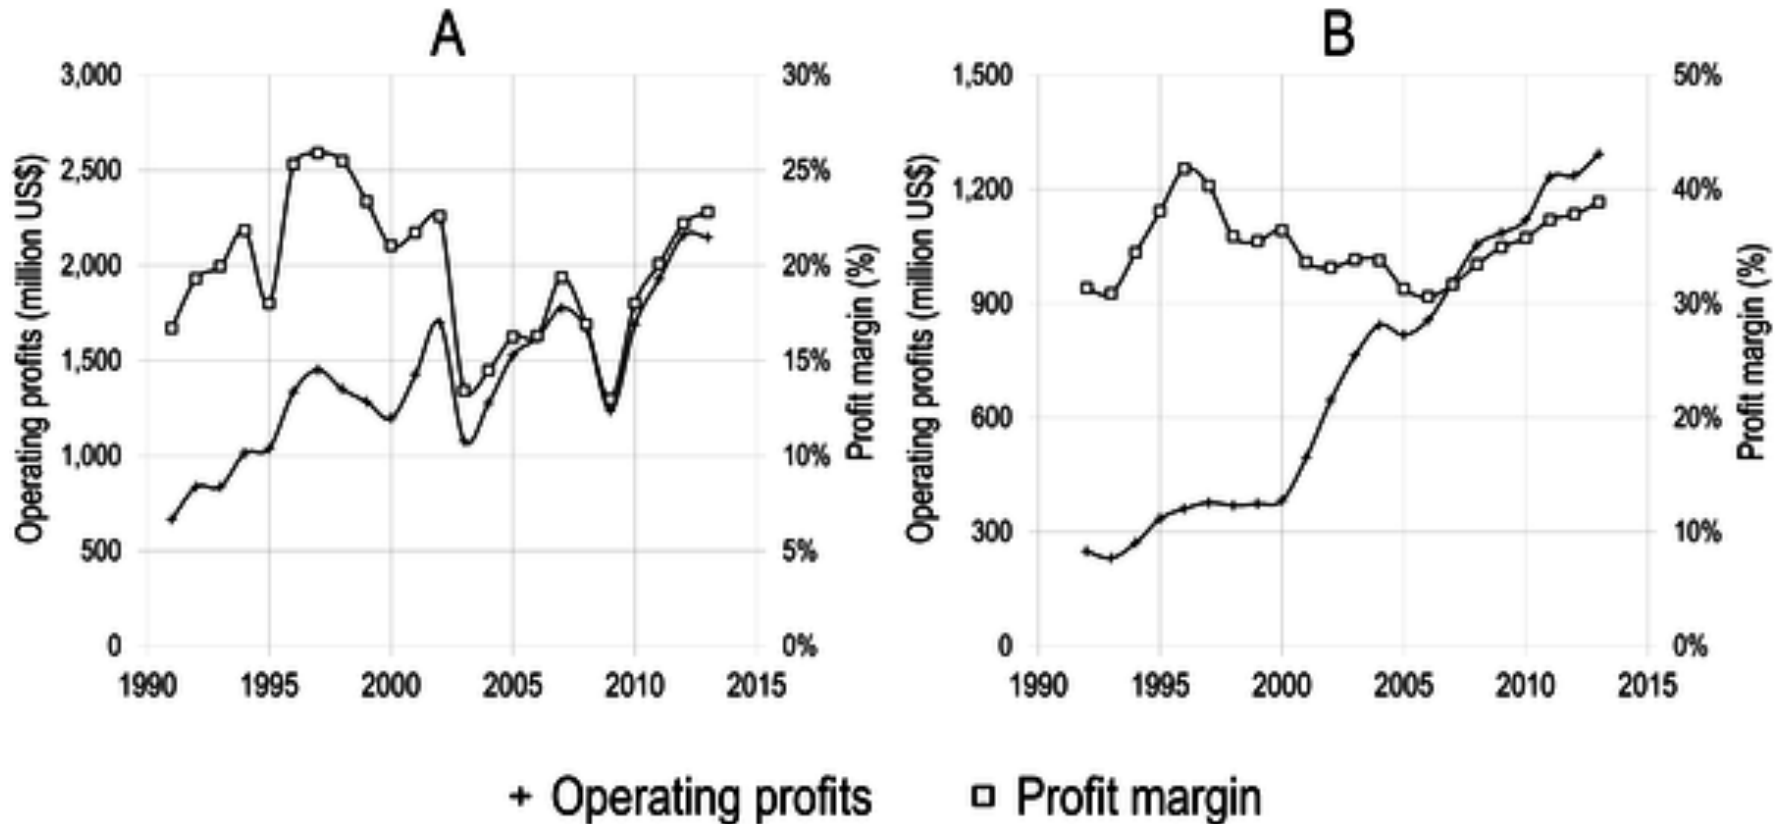 A
B
3,000
30%
1,500
50%
2,500
25%
1,200
40%
2,000
20%
900
30%
1,500
15%
600
20%
1,000
10%
300
10%
500
5%
0
0%
0
0%
Operating profits (million US$)
Profit margin (%)
Operating profits (million US$)
Profit margin (%)
1990 1995 2000 2005 2010 2015
1990 1995 2000 2005 2010 2015
Operating profits
Profit margin